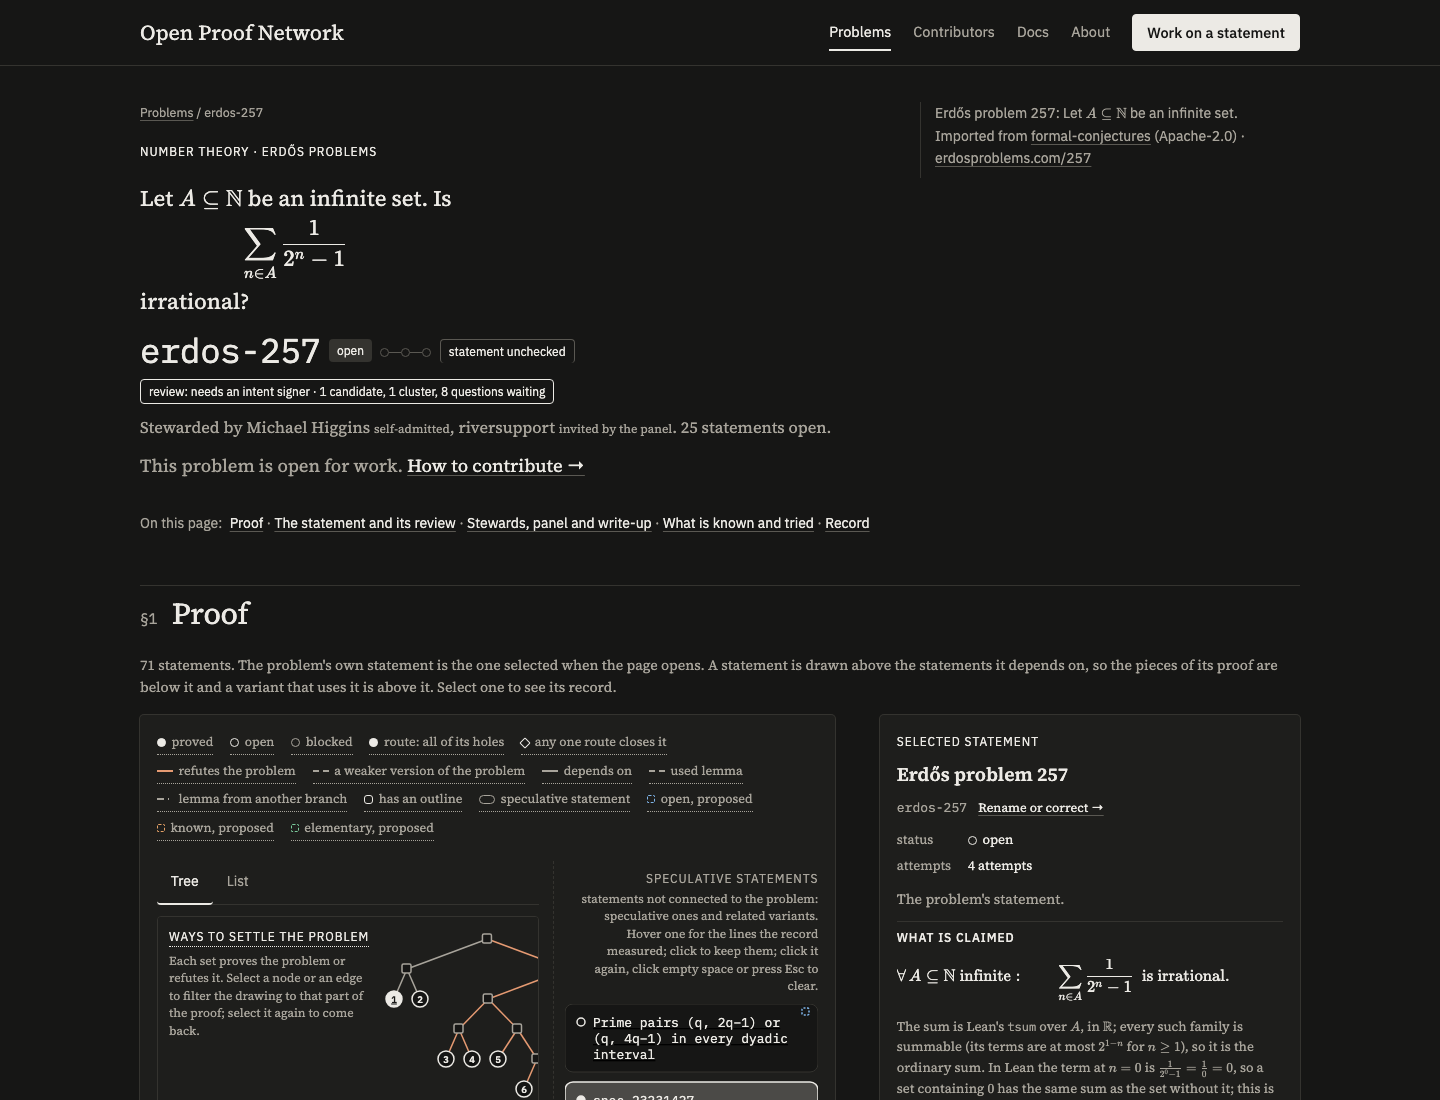 Open Proof Network
Problems Contributors Docs About Work on a statement
Problems / erdos-257
NUMBER THEORY · ERDŐS PROBLEMS
Let A ⊆ ℕ be an infinite set. Is
∑_{n∈A} 1/(2ⁿ − 1)
irrational?
erdos-257 open statement unchecked
review: needs an intent signer · 1 candidate, 1 cluster, 8 questions waiting
Stewarded by Michael Higgins self-admitted, riversupport invited by the panel. 25 statements open.
This problem is open for work. How to contribute →
On this page: Proof · The statement and its review · Stewards, panel and write-up · What is known and tried · Record
Erdős problem 257: Let A ⊆ ℕ be an infinite set.
Imported from formal-conjectures (Apache-2.0) ·
erdosproblems.com/257
§1 Proof
71 statements. The problem's own statement is the one selected when the page opens. A statement is drawn above the statements it depends on, so the pieces of its proof are
below it and a variant that uses it is above it. Select one to see its record.
proved open blocked route: all of its holes any one route closes it
refutes the problem a weaker version of the problem depends on used lemma
lemma from another branch has an outline speculative statement open, proposed
known, proposed elementary, proposed
Tree List
WAYS TO SETTLE THE PROBLEM
Each set proves the problem or
refutes it. Select a node or an edge
to filter the drawing to that part of
the proof; select it again to come
back.
1 2
3 4 5
6
SPECULATIVE STATEMENTS
statements not connected to the problem:
speculative ones and related variants.
Hover one for the lines the record
measured; click to keep them; click it
again, click empty space or press Esc to
clear.
Prime pairs (q, 2q−1) or
(q, 4q−1) in every dyadic
interval
SELECTED STATEMENT
Erdős problem 257
erdos-257 Rename or correct →
status open
attempts 4 attempts
The problem's statement.
WHAT IS CLAIMED
∀ A ⊆ ℕ infinite : ∑_{n∈A} 1/(2ⁿ − 1) is irrational.
The sum is Lean's tsum over A, in ℝ; every such family is
summable (its terms are at most 2^{1−n} for n ≥ 1), so it is the
ordinary sum. In Lean the term at n = 0 is 1/(2⁰−1) = 1/0 = 0, so a
set containing 0 has the same sum as the set without it; this is